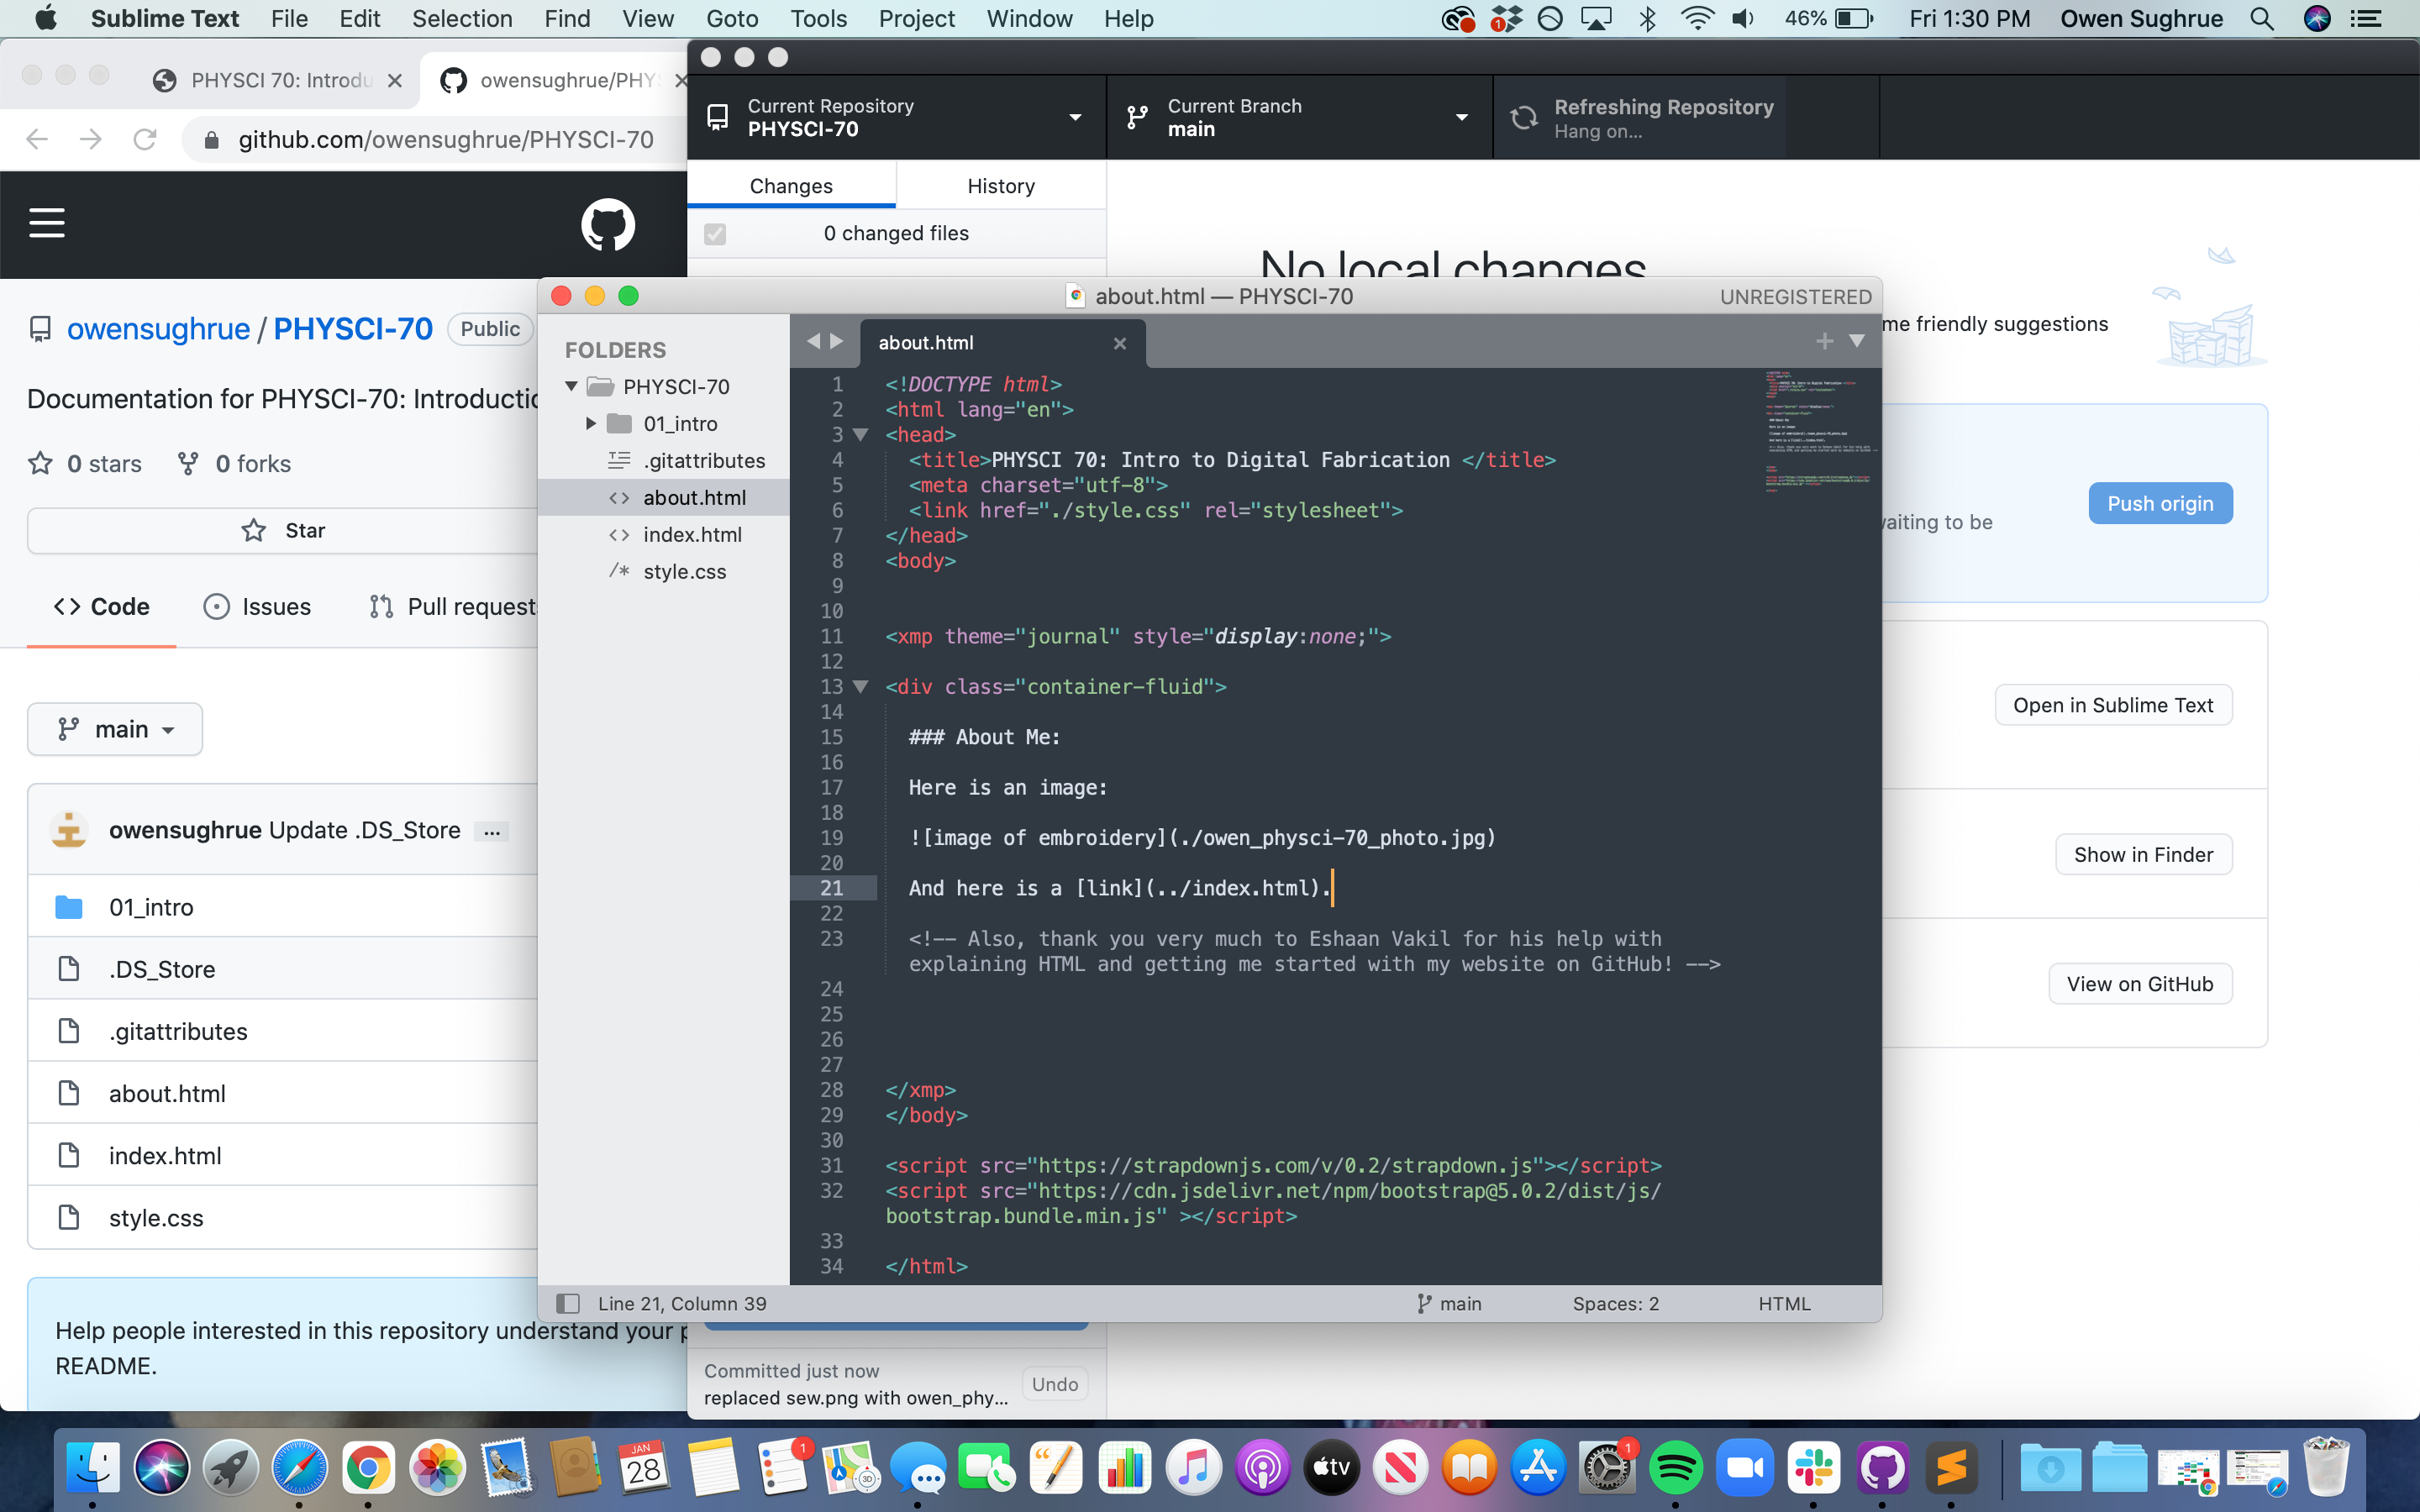 Sublime Text File Edit Selection Find View Goto Tools Project Window Help
46% Fri 1:30 PM Owen Sughrue
PHYSCI 70: Introdu
owensughrue/PHYS
github.com/owensughrue/PHYSCI-70
owensughrue / PHYSCI-70 Public
Documentation for PHYSCI-70: Introductio
0 stars 0 forks
Star
Code Issues Pull requests
main
owensughrue Update .DS_Store ...
01_intro
.DS_Store
.gitattributes
about.html
index.html
style.css
Help people interested in this repository understand your p
README.
Current Repository
PHYSCI-70
Current Branch
main
Refreshing Repository
Hang on...
Changes History
0 changed files
No local changes
me friendly suggestions
waiting to be
Push origin
Open in Sublime Text
Show in Finder
View on GitHub
Committed just now
replaced sew.png with owen_phy...
Undo
about.html — PHYSCI-70
UNREGISTERED
FOLDERS
PHYSCI-70
01_intro
.gitattributes
about.html
index.html
style.css
about.html
1 <!DOCTYPE html>
2 <html lang="en">
3 <head>
4 <title>PHYSCI 70: Intro to Digital Fabrication </title>
5 <meta charset="utf-8">
6 <link href="./style.css" rel="stylesheet">
7 </head>
8 <body>
9
10
11 <xmp theme="journal" style="display:none;">
12
13 <div class="container-fluid">
14
15 ### About Me:
16
17 Here is an image:
18
19 ![image of embroidery](./owen_physci-70_photo.jpg)
20
21 And here is a [link](../index.html).
22
23 <!-- Also, thank you very much to Eshaan Vakil for his help with
explaining HTML and getting me started with my website on GitHub! -->
24
25
26
27
28 </xmp>
29 </body>
30
31 <script src="https://strapdownjs.com/v/0.2/strapdown.js"></script>
32 <script src="https://cdn.jsdelivr.net/npm/bootstrap@5.0.2/dist/js/
bootstrap.bundle.min.js" ></script>
33
34 </html>
Line 21, Column 39
main
Spaces: 2
HTML
JAN
28
1
3D
tv
1